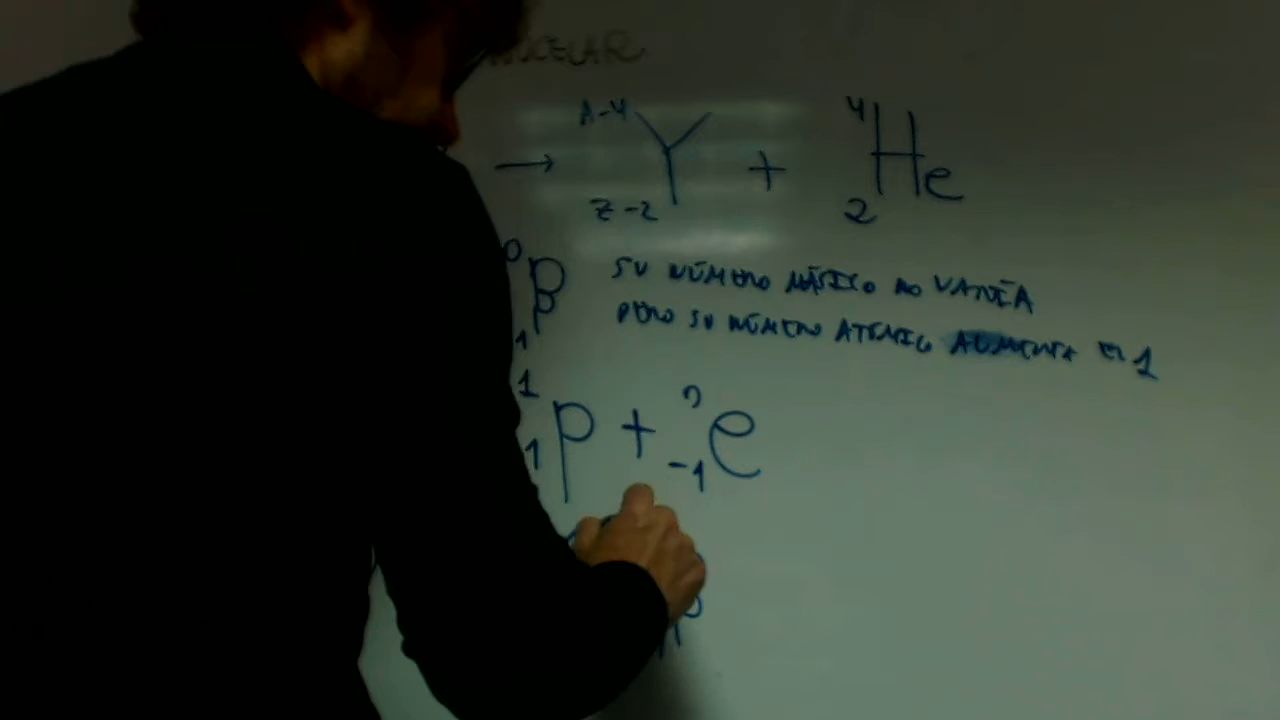 → A-4 Z-2 Y + 4 2 He
SU NÚMERO MÁSICO NO VARÍA
PERO SU NÚMERO ATÓMICO AUMENTA EN 1
1 1 p + 0 -1 e